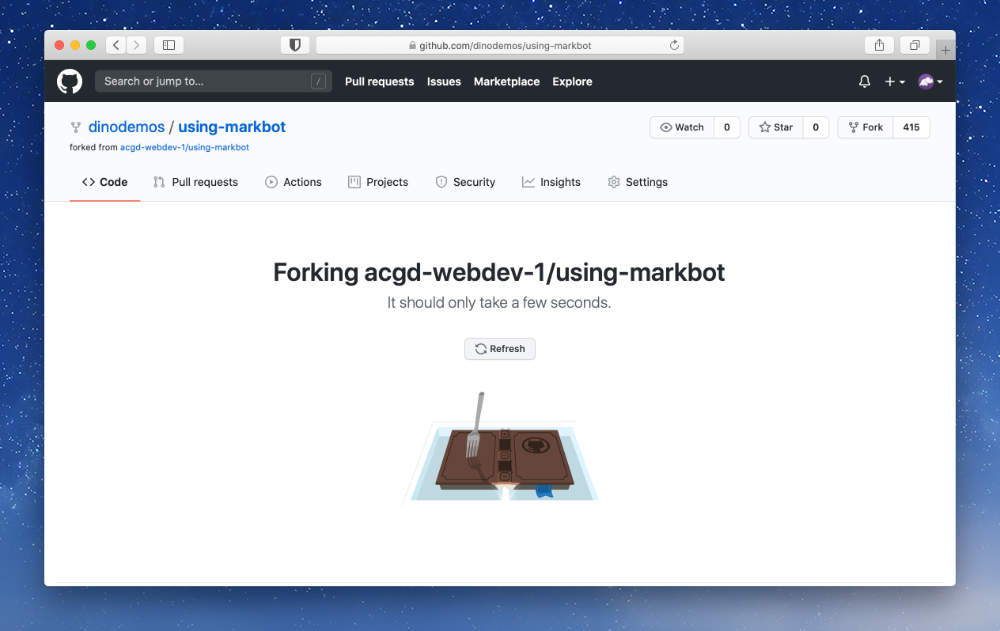 github.com/dinodemos/using-markbot
Search or jump to... /
Pull requests Issues Marketplace Explore
dinodemos / using-markbot
Watch 0 Star 0 Fork 415
forked from acgd-webdev-1/using-markbot
Code Pull requests Actions Projects Security Insights Settings
Forking acgd-webdev-1/using-markbot
It should only take a few seconds.
Refresh